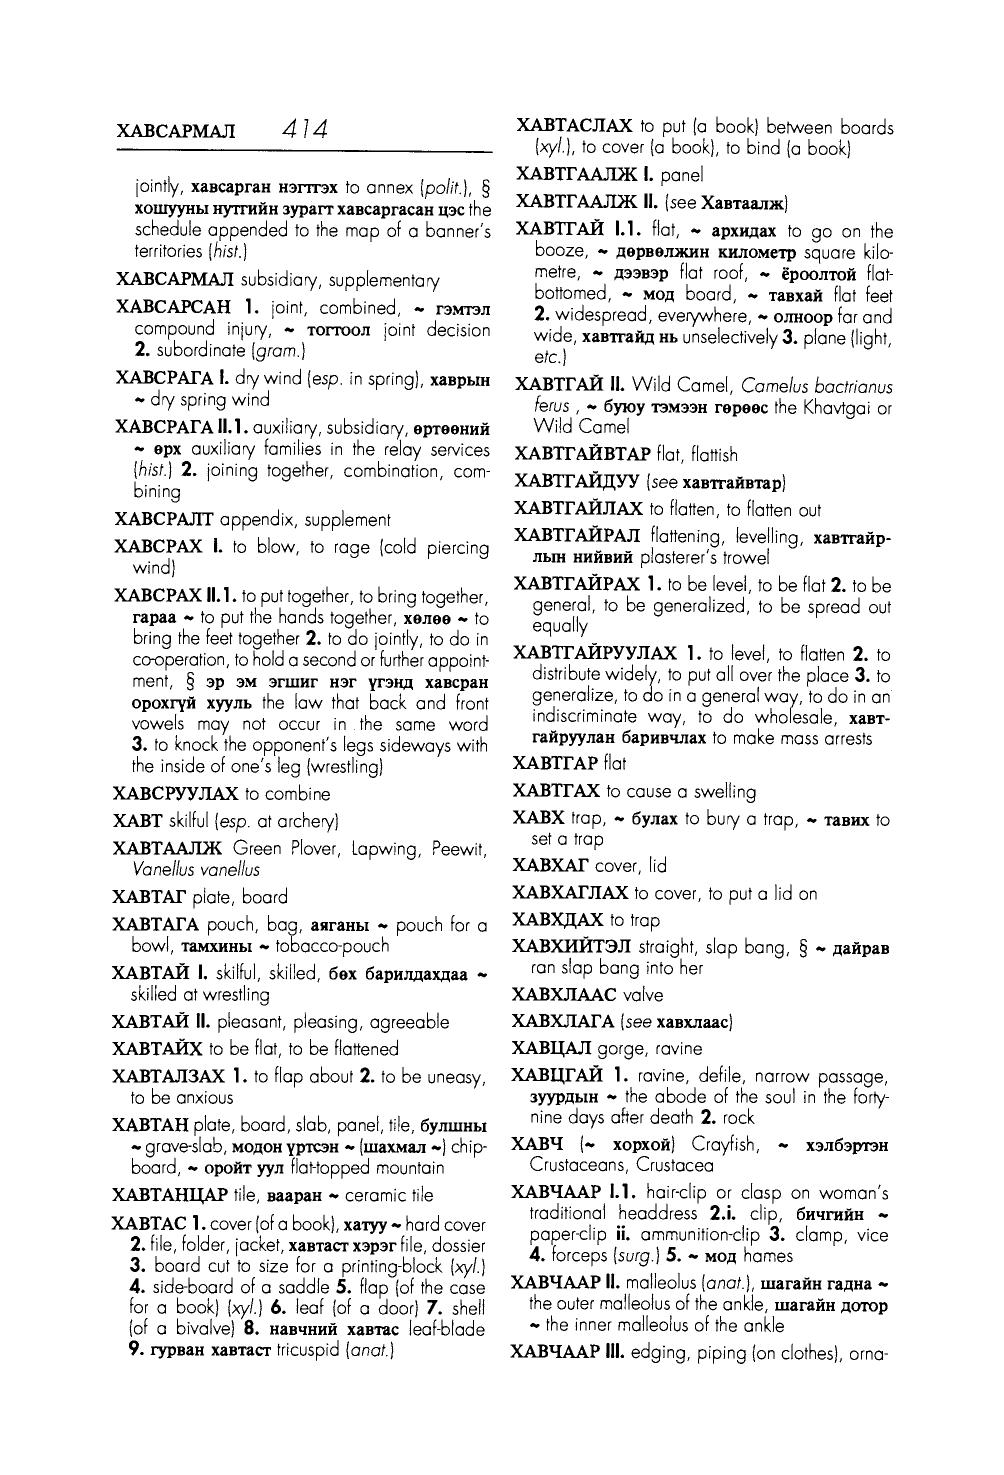 ХАВСАРМАЛ 414
jointly, хавсарган нэгтгэх to annex (polit.), §
хошууны нутгийн зурагт хавсаргасан цэс the
schedule appended to the map of a banner's
territories (hist.)
ХАВСАРМАЛ subsidiary, supplementary
ХАВСАРСАН 1. joint, combined, ~ гэмтэл
compound injury, ~ тогтоол joint decision
2. subordinate (gram.)
ХАВСРАГА I. dry wind (esp. in spring), хаврын
~ dry spring wind
ХАВСРАГА II.1. auxiliary, subsidiary, өртөөний
~ өрх auxiliary families in the relay services
(hist.) 2. joining together, combination, com-
bining
ХАВСРАЛТ appendix, supplement
ХАВСРАХ I. to blow, to rage (cold piercing
wind)
ХАВСРАХ II.1. to put together, to bring together,
гараа ~ to put the hands together, хөлөө ~ to
bring the feet together 2. to do jointly, to do in
co-operation, to hold a second or further appoint-
ment, § эр эм эгшиг нэг үгэнд хавсран
орохгүй хууль the law that back and front
vowels may not occur in the same word
3. to knock the opponent's legs sideways with
the inside of one's leg (wrestling)
ХАВСРУУЛАХ to combine
ХАВТ skilful (esp. at archery)
ХАВТААЛЖ Green Plover, Lapwing, Peewit,
Vanellus vanellus
ХАВТАГ plate, board
ХАВТАГА pouch, bag, аяганы ~ pouch for a
bowl, тамхины ~ tobacco-pouch
ХАВТАЙ I. skilful, skilled, бөх барилдахдаа ~
skilled at wrestling
ХАВТАЙ II. pleasant, pleasing, agreeable
ХАВТАЙХ to be flat, to be flattened
ХАВТАЛЗАХ 1. to flap about 2. to be uneasy,
to be anxious
ХАВТАН plate, board, slab, panel, tile, булшны
~ grave-slab, модон үртсэн ~ (шахмал ~) chip-
board, ~ оройт уул flat-topped mountain
ХАВТАНЦАР tile, вааран ~ ceramic tile
ХАВТАС 1. cover (of a book), хатуу ~ hard cover
2. file, folder, jacket, хавтаст хэрэг file, dossier
3. board cut to size for a printing-block (xyl.)
4. side-board of a saddle 5. flap (of the case
for a book) (xyl.) 6. leaf (of a door) 7. shell
(of a bivalve) 8. навчний хавтас leaf-blade
9. гурван хавтаст tricuspid (anat.)
ХАВТАСЛАХ to put (a book) between boards
(xyl.), to cover (a book), to bind (a book)
ХАВТГААЛЖ I. panel
ХАВТГААЛЖ II. (see Хавтаалж)
ХАВТГАЙ I.1. flat, ~ архидах to go on the
booze, ~ дөрвөлжин километр square kilo-
metre, ~ дээвэр flat roof, ~ ёроолтой flat-
bottomed, ~ мод board, ~ тавхай flat feet
2. widespread, everywhere, ~ олноор far and
wide, хавтгайд нь unselectively 3. plane (light,
etc.)
ХАВТГАЙ II. Wild Camel, Camelus bactrianus
ferus , ~ буюу тэмээн гөрөөс the Khavtgai or
Wild Camel
ХАВТГАЙВТАР flat, flattish
ХАВТГАЙДУУ (see хавтгайвтар)
ХАВТГАЙЛАХ to flatten, to flatten out
ХАВТГАЙРАЛ flattening, levelling, хавтгайр-
лын нийвий plasterer's trowel
ХАВТГАЙРАХ 1. to be level, to be flat 2. to be
general, to be generalized, to be spread out
equally
ХАВТГАЙРУУЛАХ 1. to level, to flatten 2. to
distribute widely, to put all over the place 3. to
generalize, to do in a general way, to do in an
indiscriminate way, to do wholesale, хавт-
гайруулан баривчлах to make mass arrests
ХАВТГАР flat
ХАВТГАХ to cause a swelling
ХАВХ trap, ~ булах to bury a trap, ~ тавих to
set a trap
ХАВХАГ cover, lid
ХАВХАГЛАХ to cover, to put a lid on
ХАВХДАХ to trap
ХАВХИЙТЭЛ straight, slap bang, § ~ дайрав
ran slap bang into her
ХАВХЛААС valve
ХАВХЛАГА (see хавхлаас)
ХАВЦАЛ gorge, ravine
ХАВЦГАЙ 1. ravine, defile, narrow passage,
зуурдын ~ the abode of the soul in the forty-
nine days after death 2. rock
ХАВЧ (~ хорхой) Crayfish, ~ хэлбэртэн
Crustaceans, Crustacea
ХАВЧААР I.1. hair-clip or clasp on woman's
traditional headdress 2.i. clip, бичгийн ~
paper-clip ii. ammunition-clip 3. clamp, vice
4. forceps (surg.) 5. ~ мод hames
ХАВЧААР II. malleolus (anat.), шагайн гадна ~
the outer malleolus of the ankle, шагайн дотор
~ the inner malleolus of the ankle
ХАВЧААР III. edging, piping (on clothes), orna-